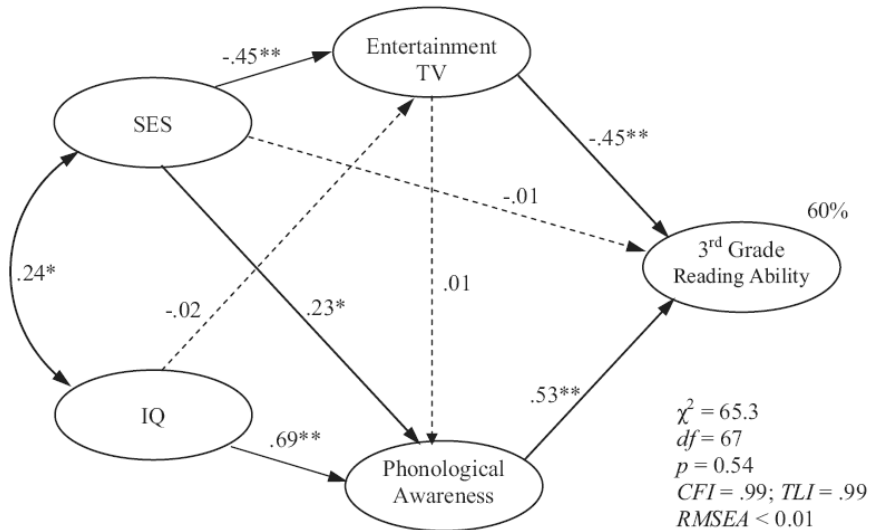 Entertainment
TV
-.45**
SES
-.45**
-.01
60%
3rd Grade
Reading Ability
.24*
-.02
.23*
.01
IQ
.69**
.53**
Phonological
Awareness
χ2 = 65.3
df = 67
p = 0.54
CFI = .99; TLI = .99
RMSEA < 0.01